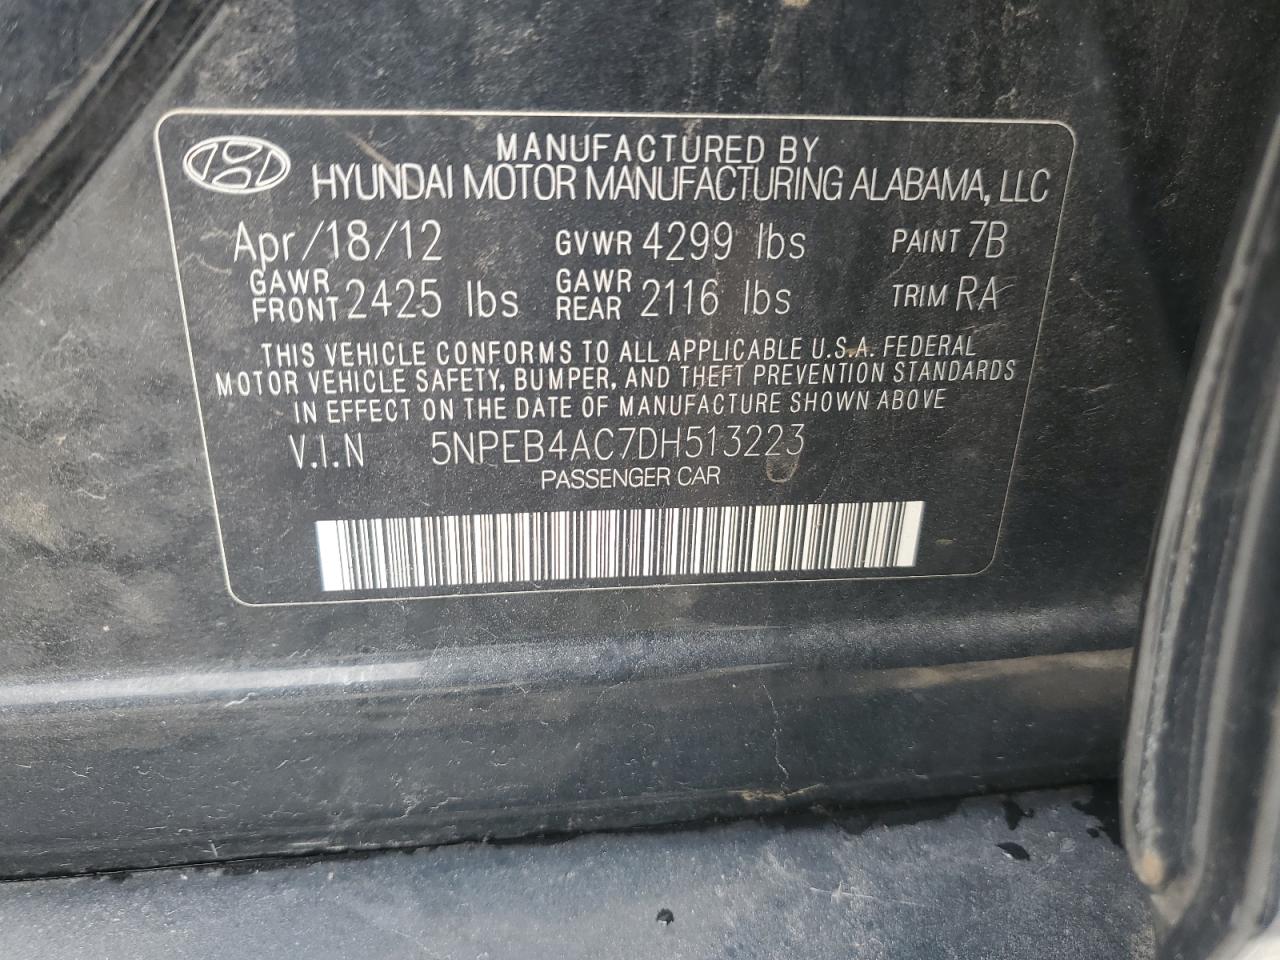 MANUFACTURED BY
HYUNDAI MOTOR MANUFACTURING ALABAMA, LLC
Apr/18/12 GVWR 4299 lbs PAINT 7B
GAWR FRONT 2425 lbs GAWR REAR 2116 lbs TRIM RA
THIS VEHICLE CONFORMS TO ALL APPLICABLE U.S.A. FEDERAL
MOTOR VEHICLE SAFETY, BUMPER, AND THEFT PREVENTION STANDARDS
IN EFFECT ON THE DATE OF MANUFACTURE SHOWN ABOVE
V.I.N 5NPEB4AC7DH513223
PASSENGER CAR